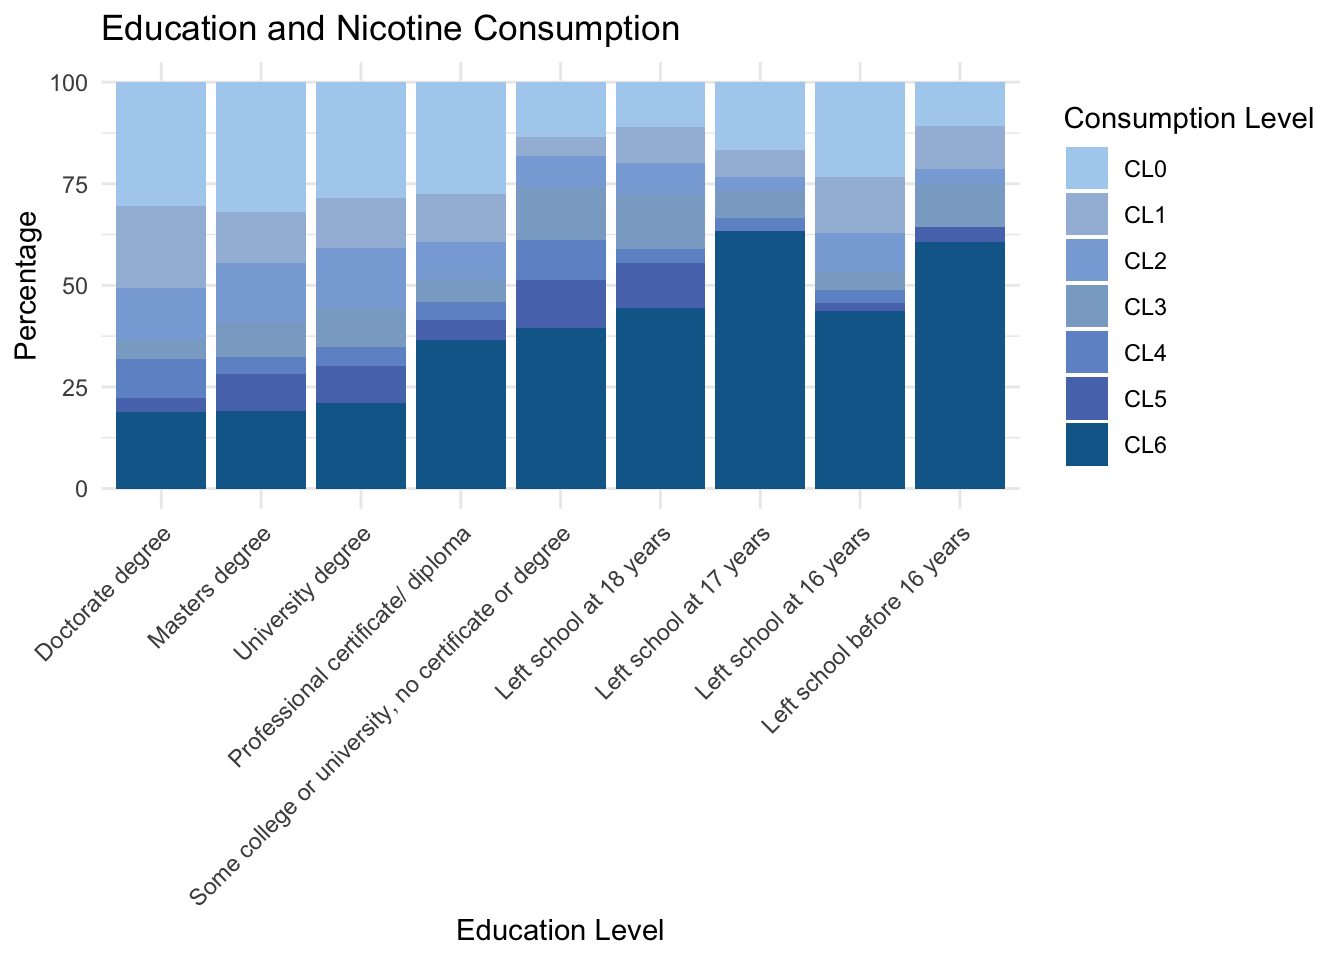 Education and Nicotine Consumption
Percentage
100
75
50
25
0
Doctorate degree
Masters degree
University degree
Professional certificate/ diploma
Some college or university, no certificate or degree
Left school at 18 years
Left school at 17 years
Left school at 16 years
Left school before 16 years
Education Level
Consumption Level
CL0
CL1
CL2
CL3
CL4
CL5
CL6